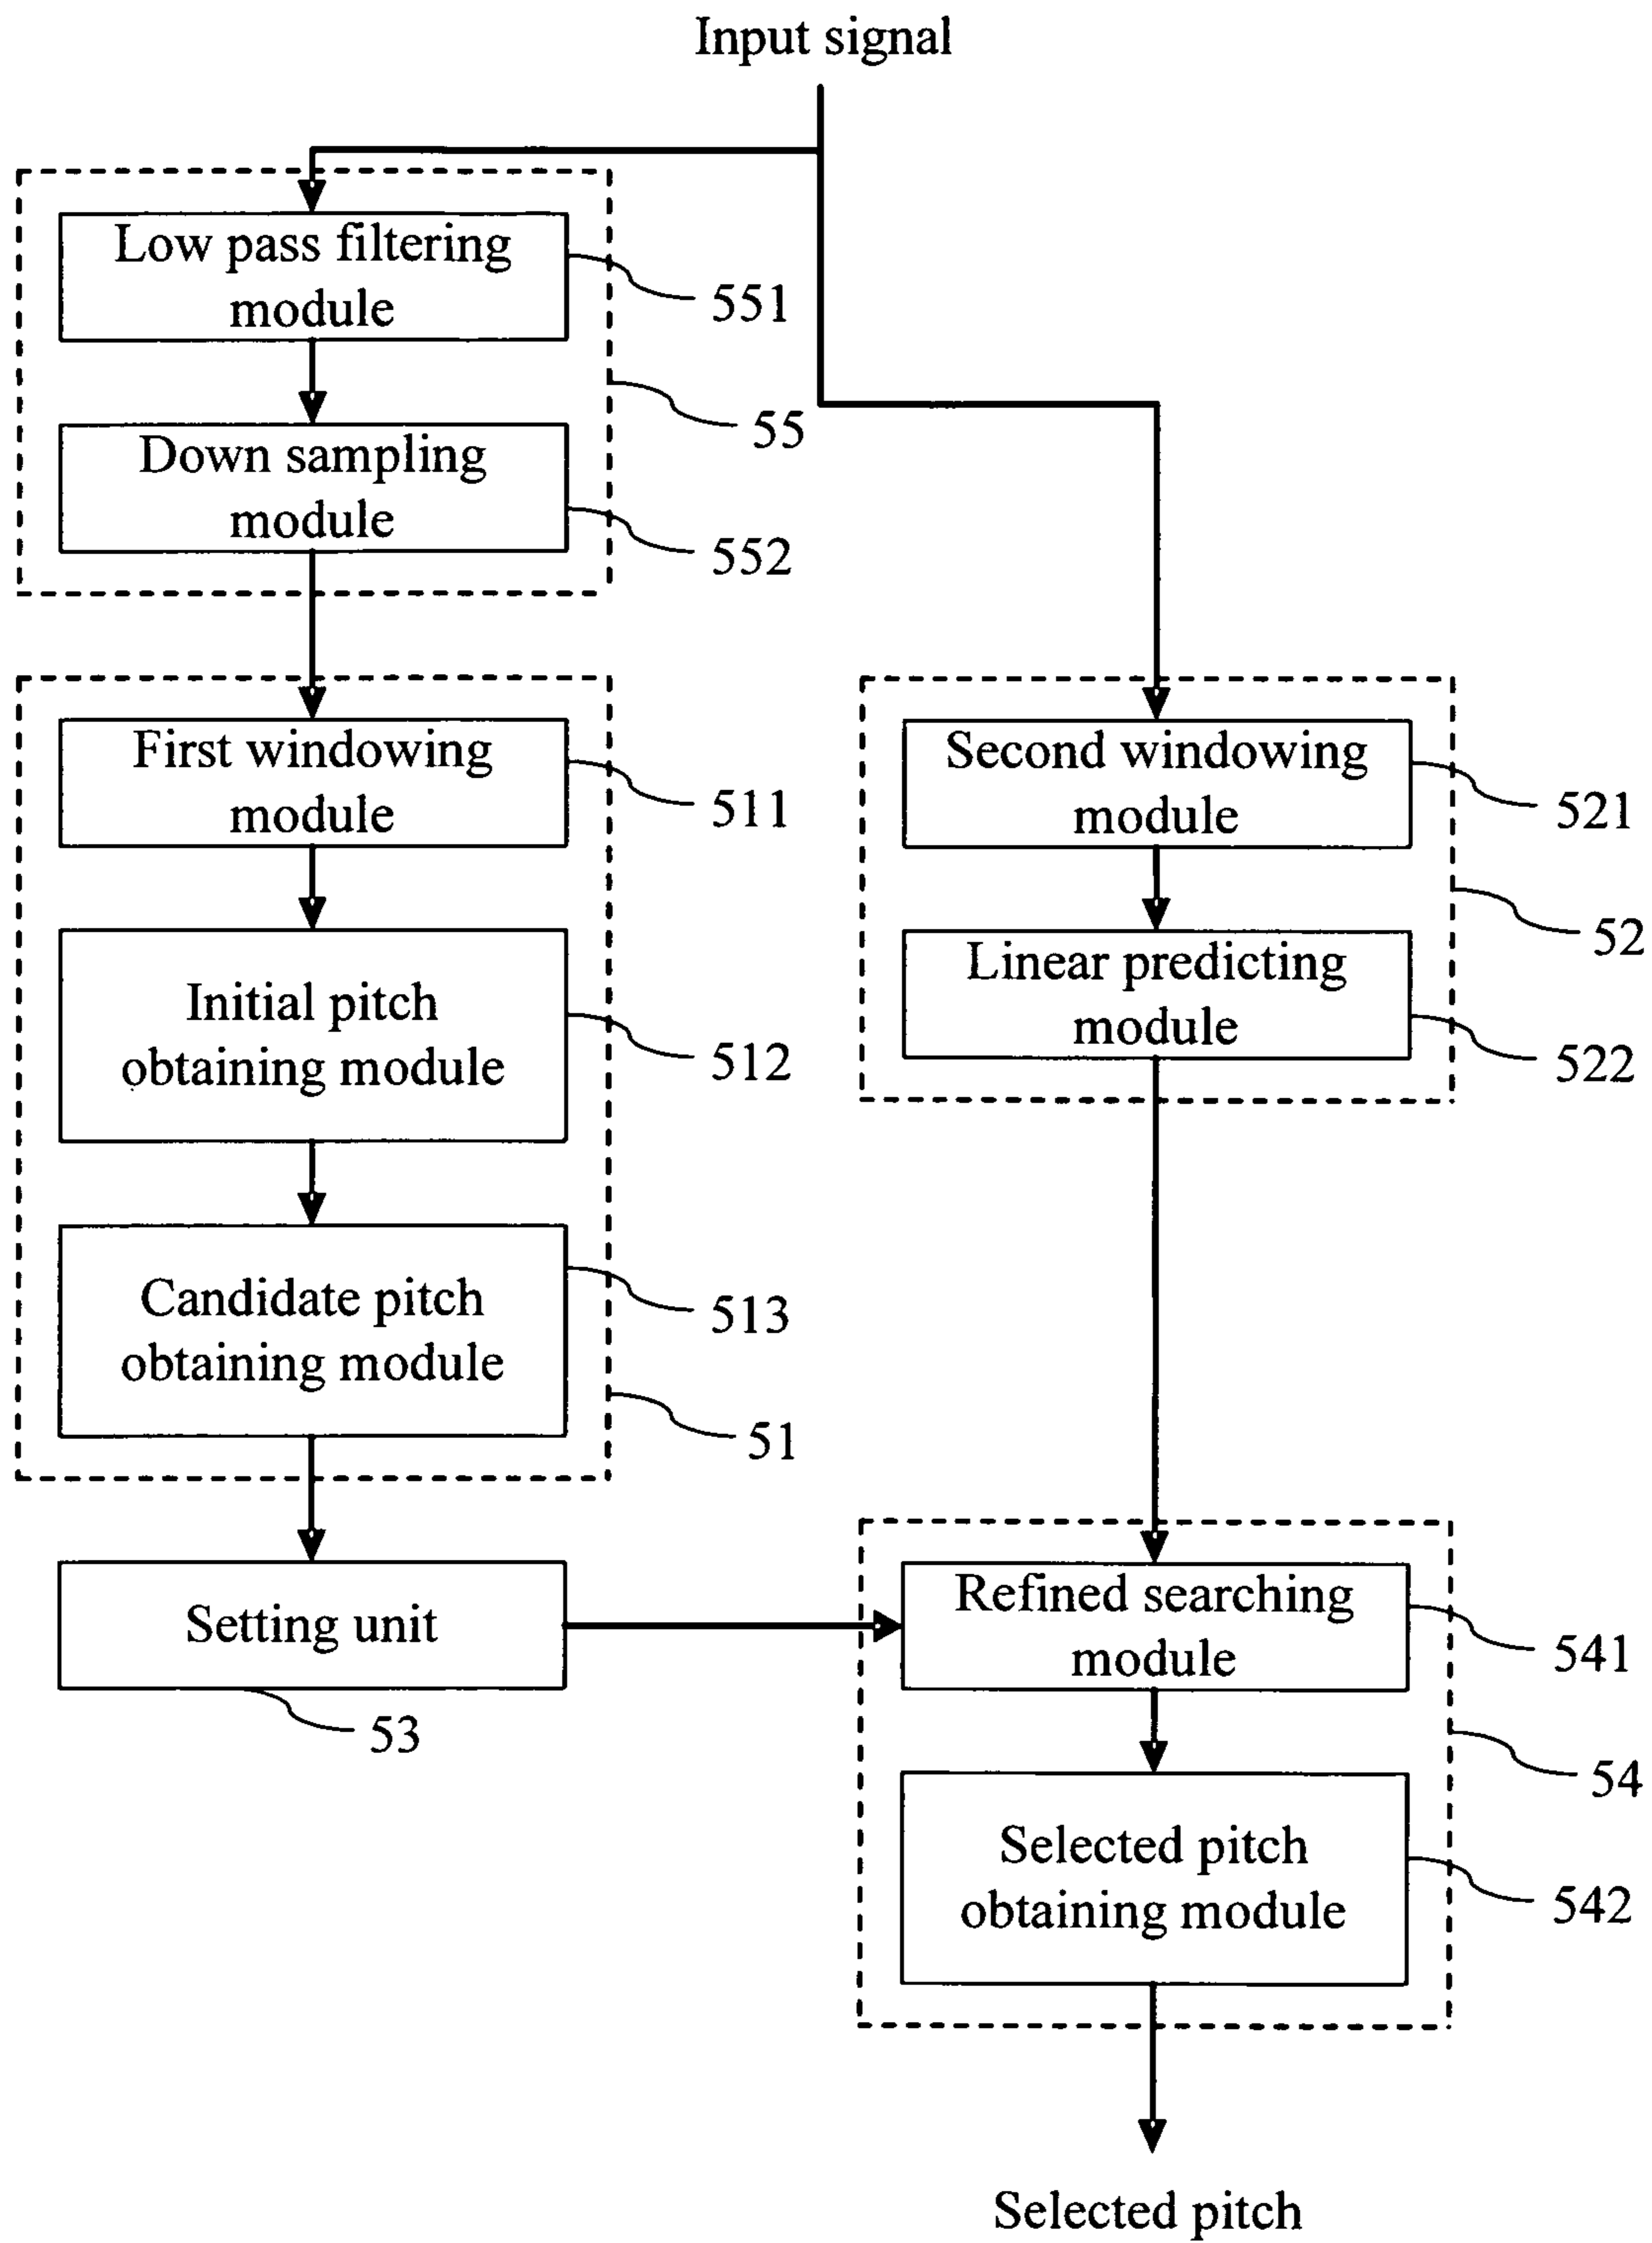 Input signal
Low pass filtering
module
551
55
Down sampling
module
552
First windowing
module
511
Initial pitch
obtaining module
512
Candidate pitch
obtaining module
513
51
Setting unit
53
Second windowing
module
521
52
Linear predicting
module
522
Refined searching
module
541
54
Selected pitch
obtaining module
542
Selected pitch